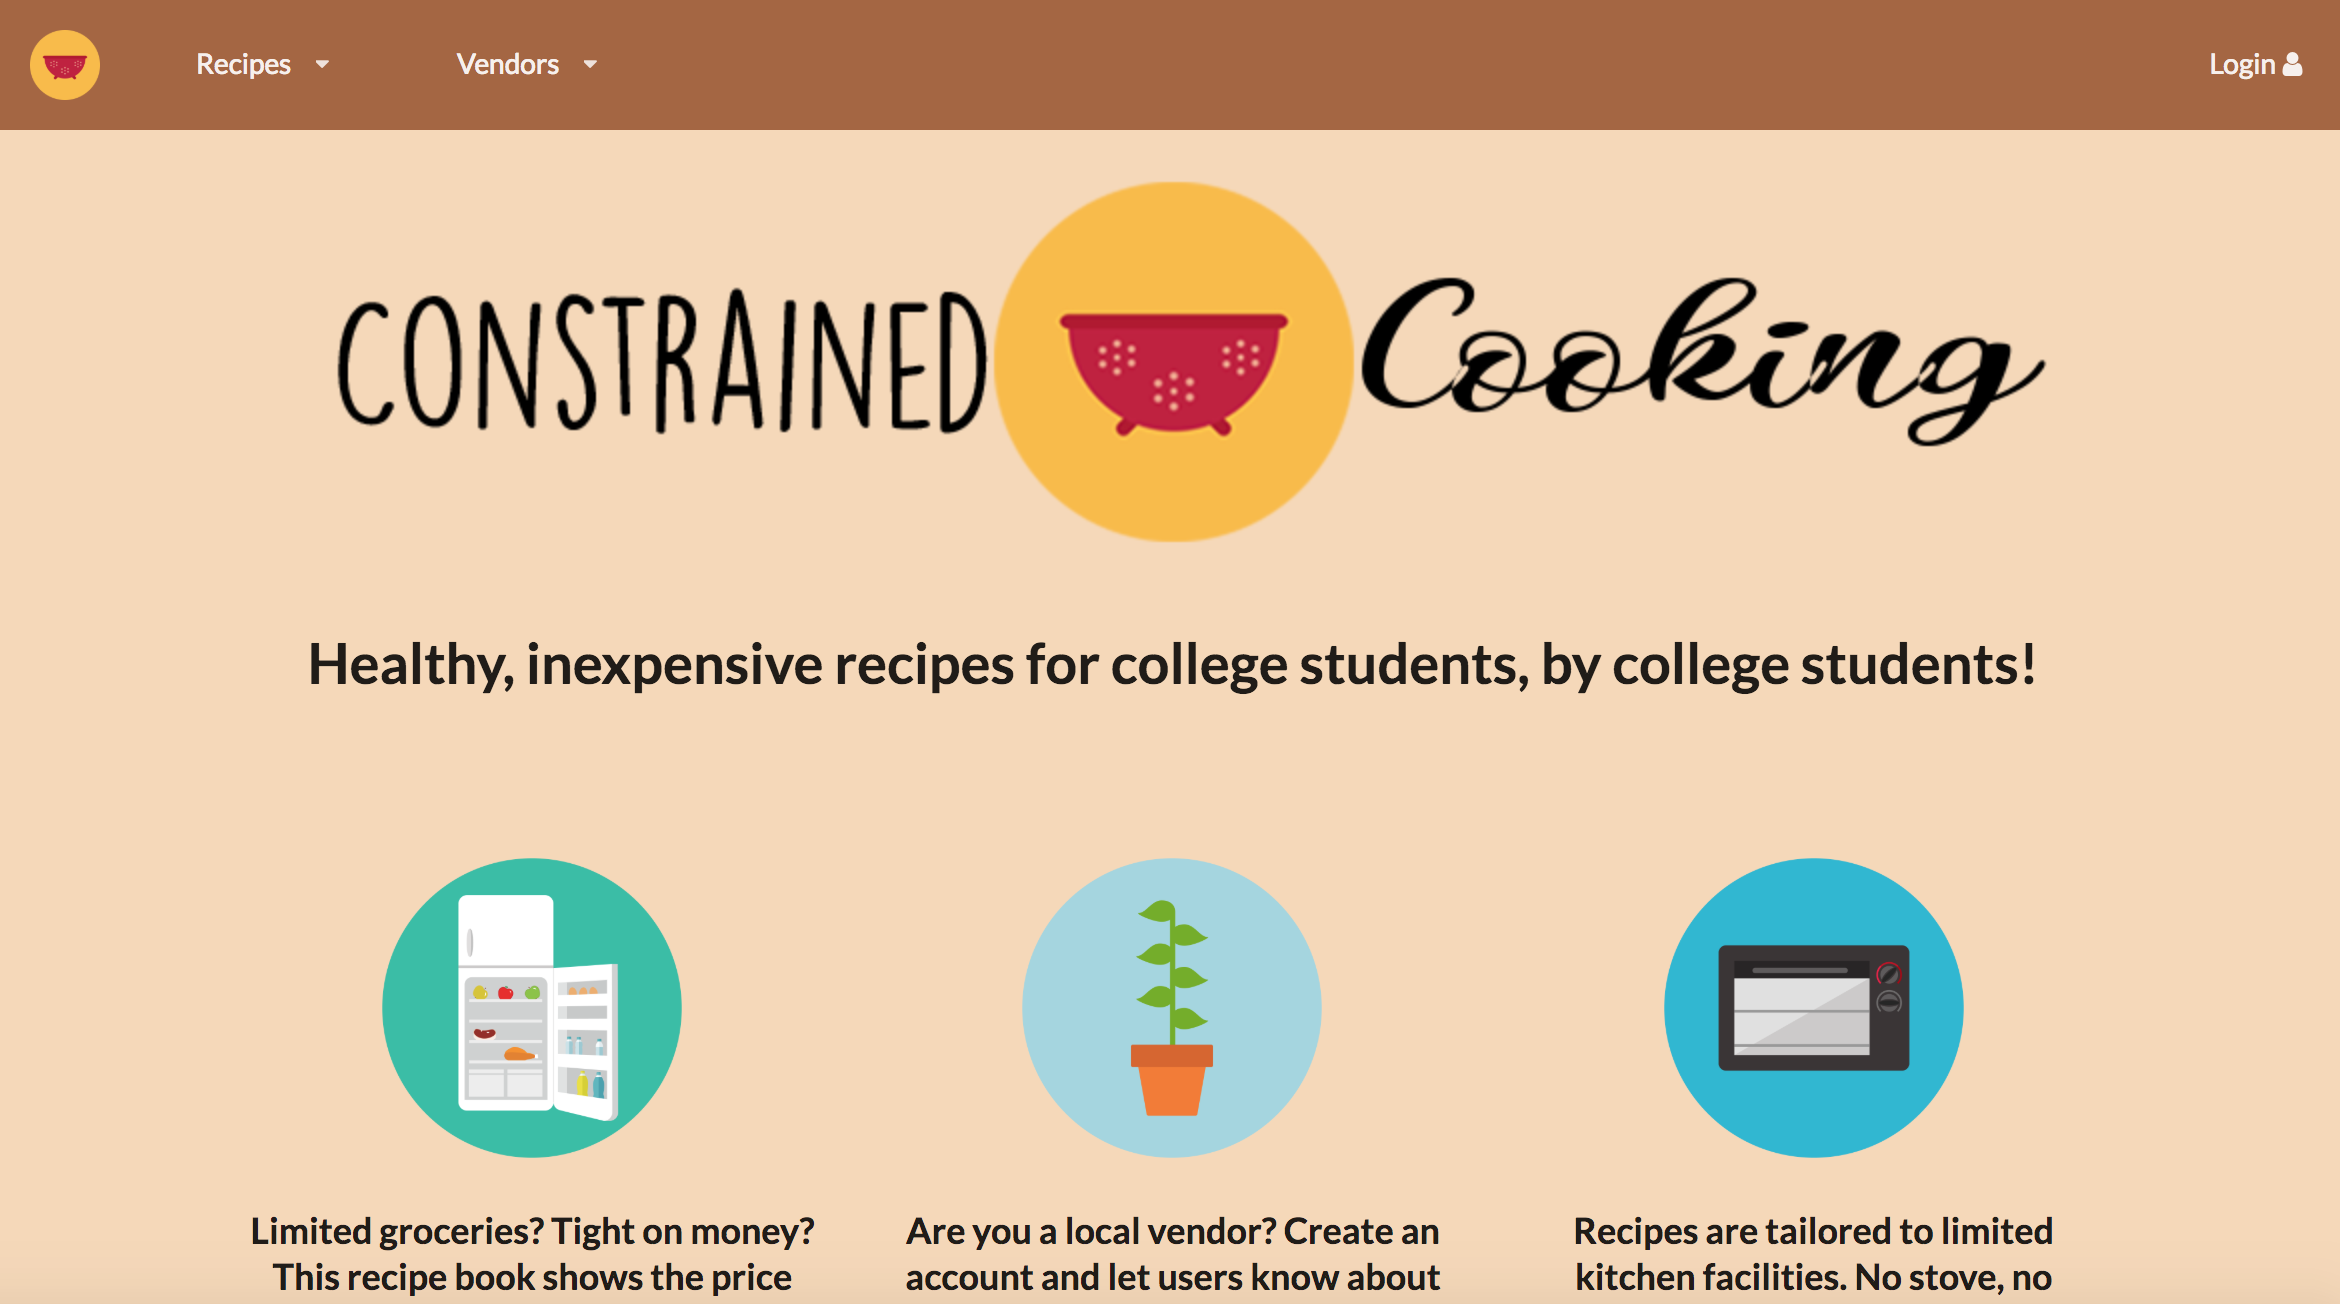 Recipes
Vendors
Login
CONSTRAINED Cooking
Healthy, inexpensive recipes for college students, by college students!
Limited groceries? Tight on money?
This recipe book shows the price
Are you a local vendor? Create an
account and let users know about
Recipes are tailored to limited
kitchen facilities. No stove, no